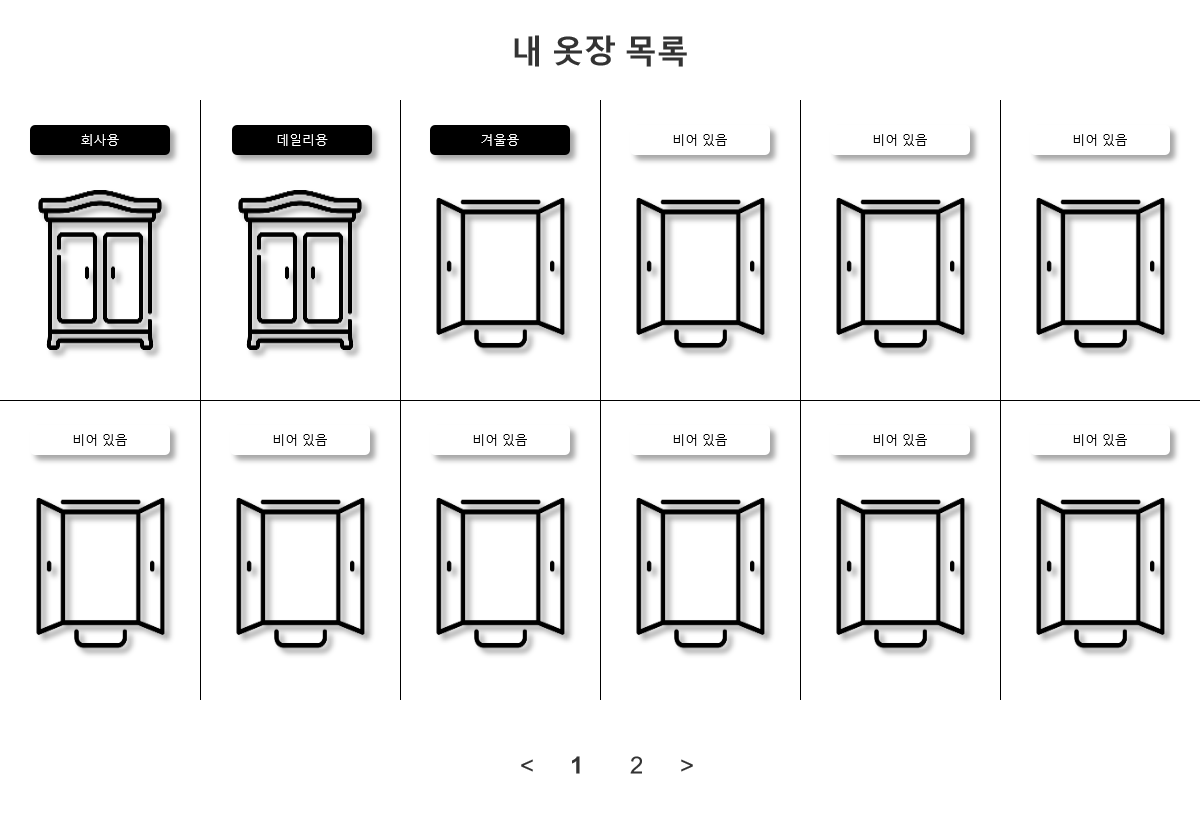 내 옷장 목록
회사용
데일리용
겨울용
비어 있음
비어 있음
비어 있음
비어 있음
비어 있음
비어 있음
비어 있음
비어 있음
비어 있음
< 1 2 >